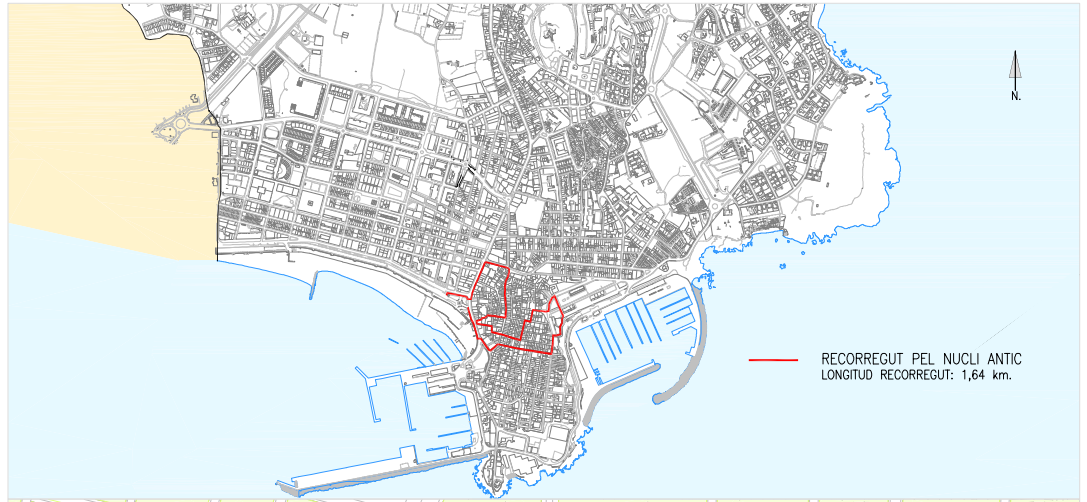 N.
RECORREGUT PEL NUCLI ANTIC
LONGITUD RECORREGUT: 1,64 km.